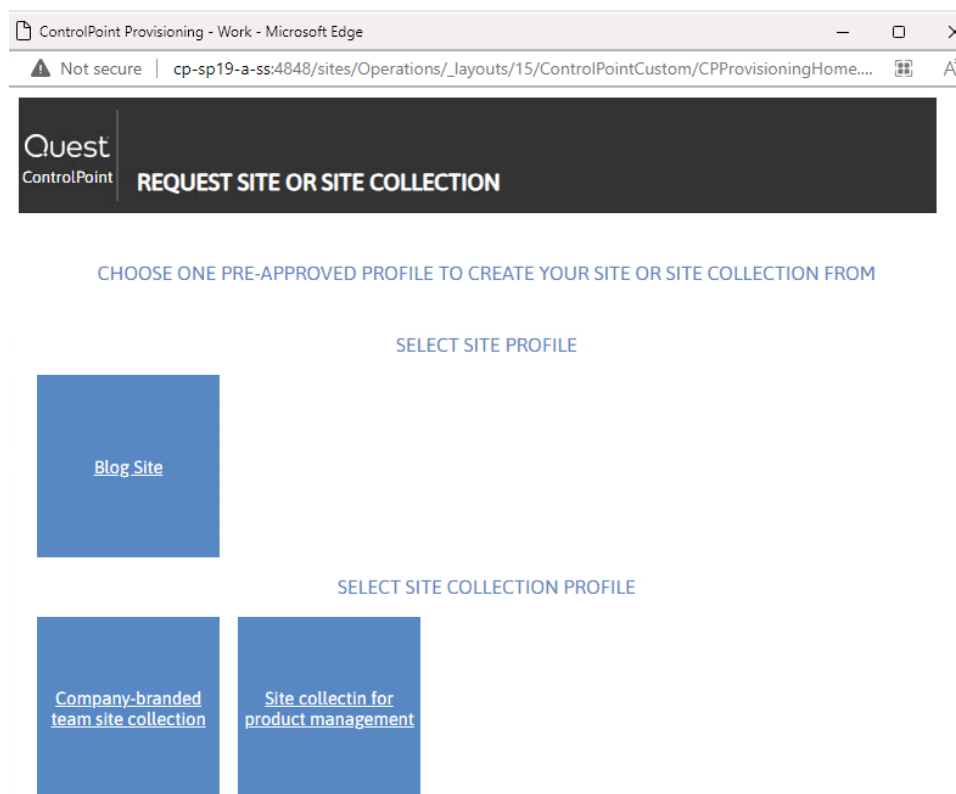 ControlPoint Provisioning - Work - Microsoft Edge
Not secure | cp-sp19-a-ss:4848/sites/Operations/_layouts/15/ControlPointCustom/CPProvisioningHome....
Quest
ControlPoint
REQUEST SITE OR SITE COLLECTION
CHOOSE ONE PRE-APPROVED PROFILE TO CREATE YOUR SITE OR SITE COLLECTION FROM
SELECT SITE PROFILE
Blog Site
SELECT SITE COLLECTION PROFILE
Company-branded
team site collection
Site collectin for
product management